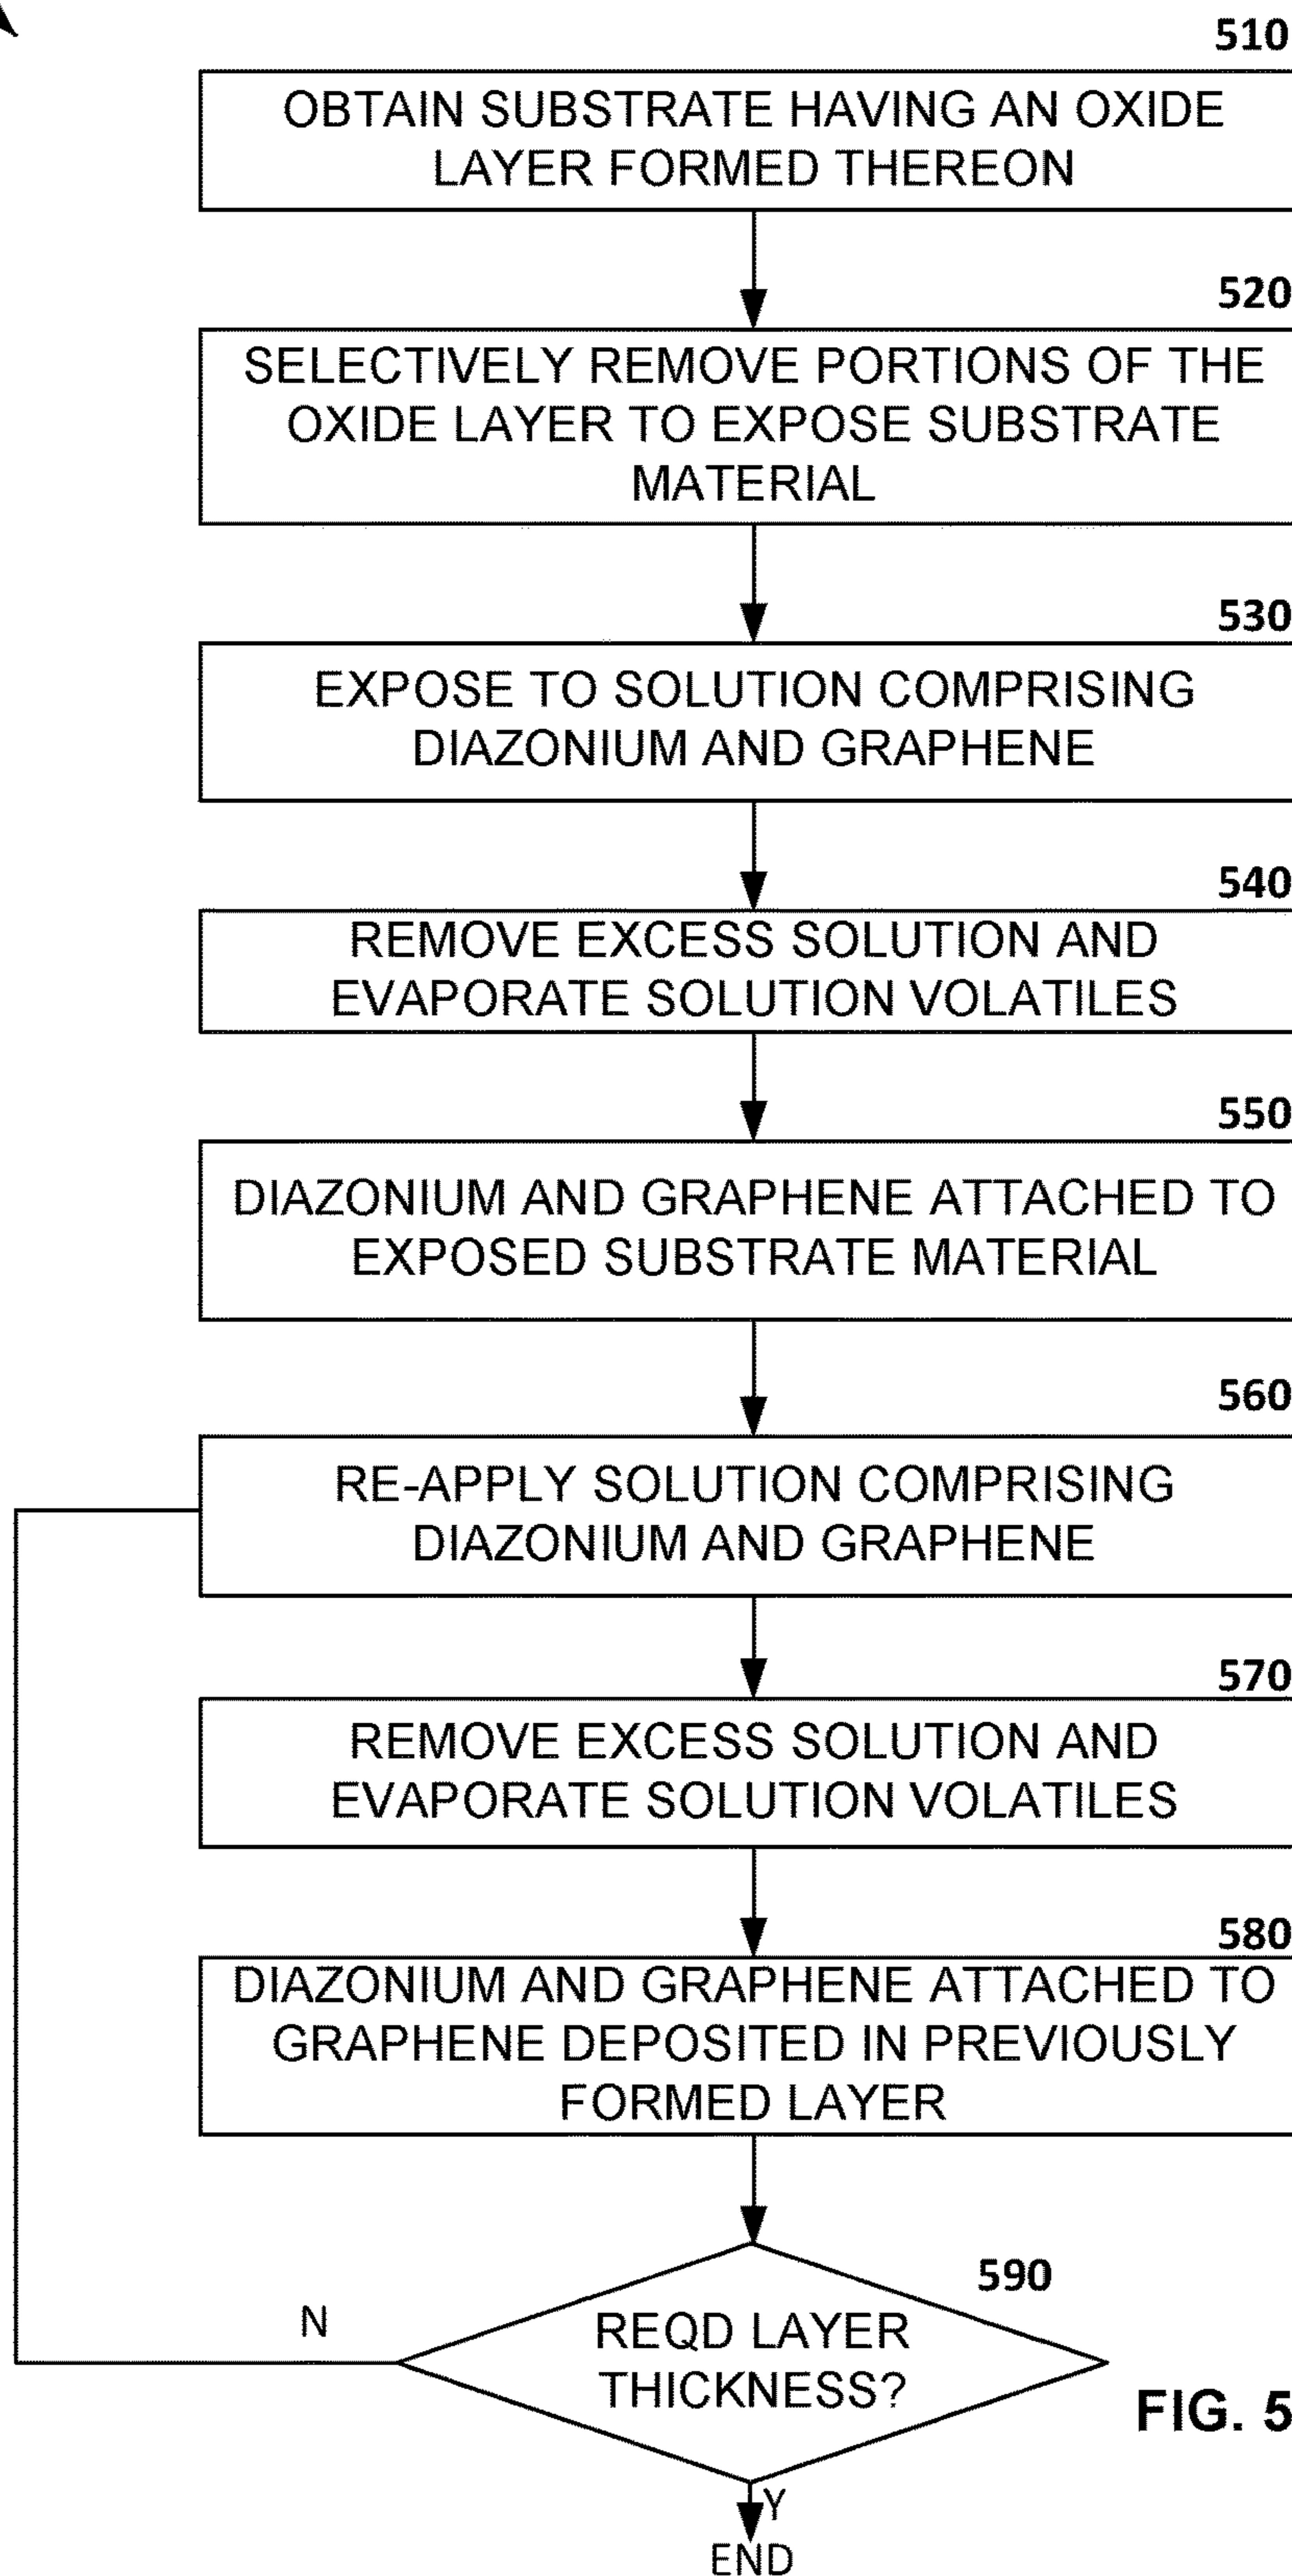 510
OBTAIN SUBSTRATE HAVING AN OXIDE
LAYER FORMED THEREON
520
SELECTIVELY REMOVE PORTIONS OF THE
OXIDE LAYER TO EXPOSE SUBSTRATE
MATERIAL
530
EXPOSE TO SOLUTION COMPRISING
DIAZONIUM AND GRAPHENE
540
REMOVE EXCESS SOLUTION AND
EVAPORATE SOLUTION VOLATILES
550
DIAZONIUM AND GRAPHENE ATTACHED TO
EXPOSED SUBSTRATE MATERIAL
560
RE-APPLY SOLUTION COMPRISING
DIAZONIUM AND GRAPHENE
570
REMOVE EXCESS SOLUTION AND
EVAPORATE SOLUTION VOLATILES
580
DIAZONIUM AND GRAPHENE ATTACHED TO
GRAPHENE DEPOSITED IN PREVIOUSLY
FORMED LAYER
590
N
REQD LAYER
THICKNESS?
FIG. 5
Y
END